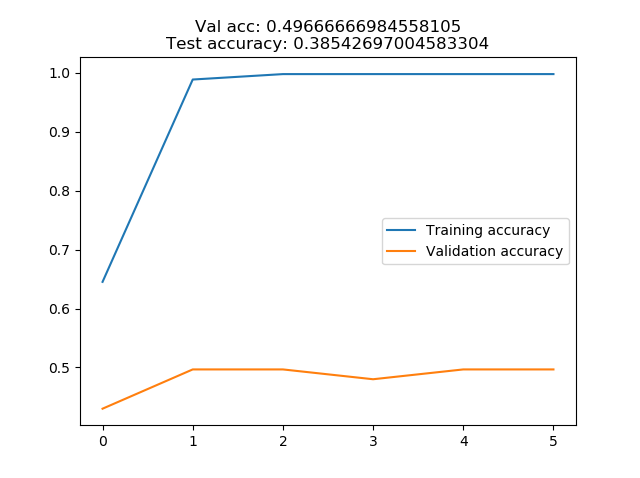 Val acc: 0.49666666984558105
Test accuracy: 0.38542697004583304
1.0
0.9
0.8
0.7
0.6
0.5
Training accuracy
Validation accuracy
0 1 2 3 4 5